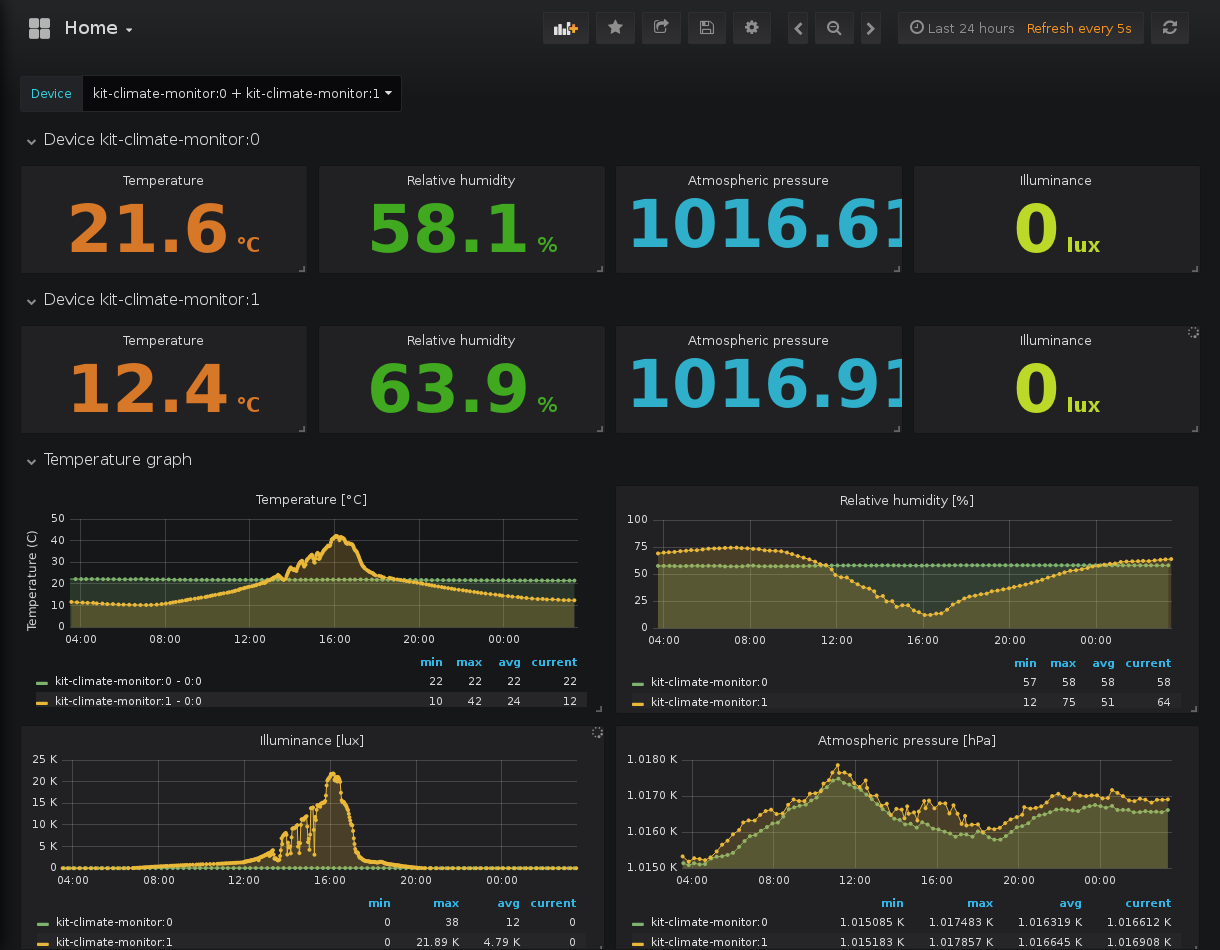 Home
Last 24 hours Refresh every 5s
Device kit-climate-monitor:0 + kit-climate-monitor:1
Device kit-climate-monitor:0
Temperature Relative humidity Atmospheric pressure Illuminance
21.6 °C 58.1 % 1016.61 0 lux
Device kit-climate-monitor:1
Temperature Relative humidity Atmospheric pressure Illuminance
12.4 °C 63.9 % 1016.91 0 lux
Temperature graph
Temperature [°C]
Temperature (C)
50
40
30
20
10
0
04:00 08:00 12:00 16:00 20:00 00:00
min max avg current
kit-climate-monitor:0 - 0:0 22 22 22 22
kit-climate-monitor:1 - 0:0 10 42 24 12
Relative humidity [%]
100
75
50
25
0
04:00 08:00 12:00 16:00 20:00 00:00
min max avg current
kit-climate-monitor:0 57 58 58 58
kit-climate-monitor:1 12 75 51 64
Illuminance [lux]
25 K
20 K
15 K
10 K
5 K
0
04:00 08:00 12:00 16:00 20:00 00:00
min max avg current
kit-climate-monitor:0 0 38 12 0
kit-climate-monitor:1 0 21.89 K 4.79 K 0
Atmospheric pressure [hPa]
1.0180 K
1.0170 K
1.0160 K
1.0150 K
04:00 08:00 12:00 16:00 20:00 00:00
min max avg current
kit-climate-monitor:0 1.015085 K 1.017483 K 1.016319 K 1.016612 K
kit-climate-monitor:1 1.015183 K 1.017857 K 1.016645 K 1.016908 K